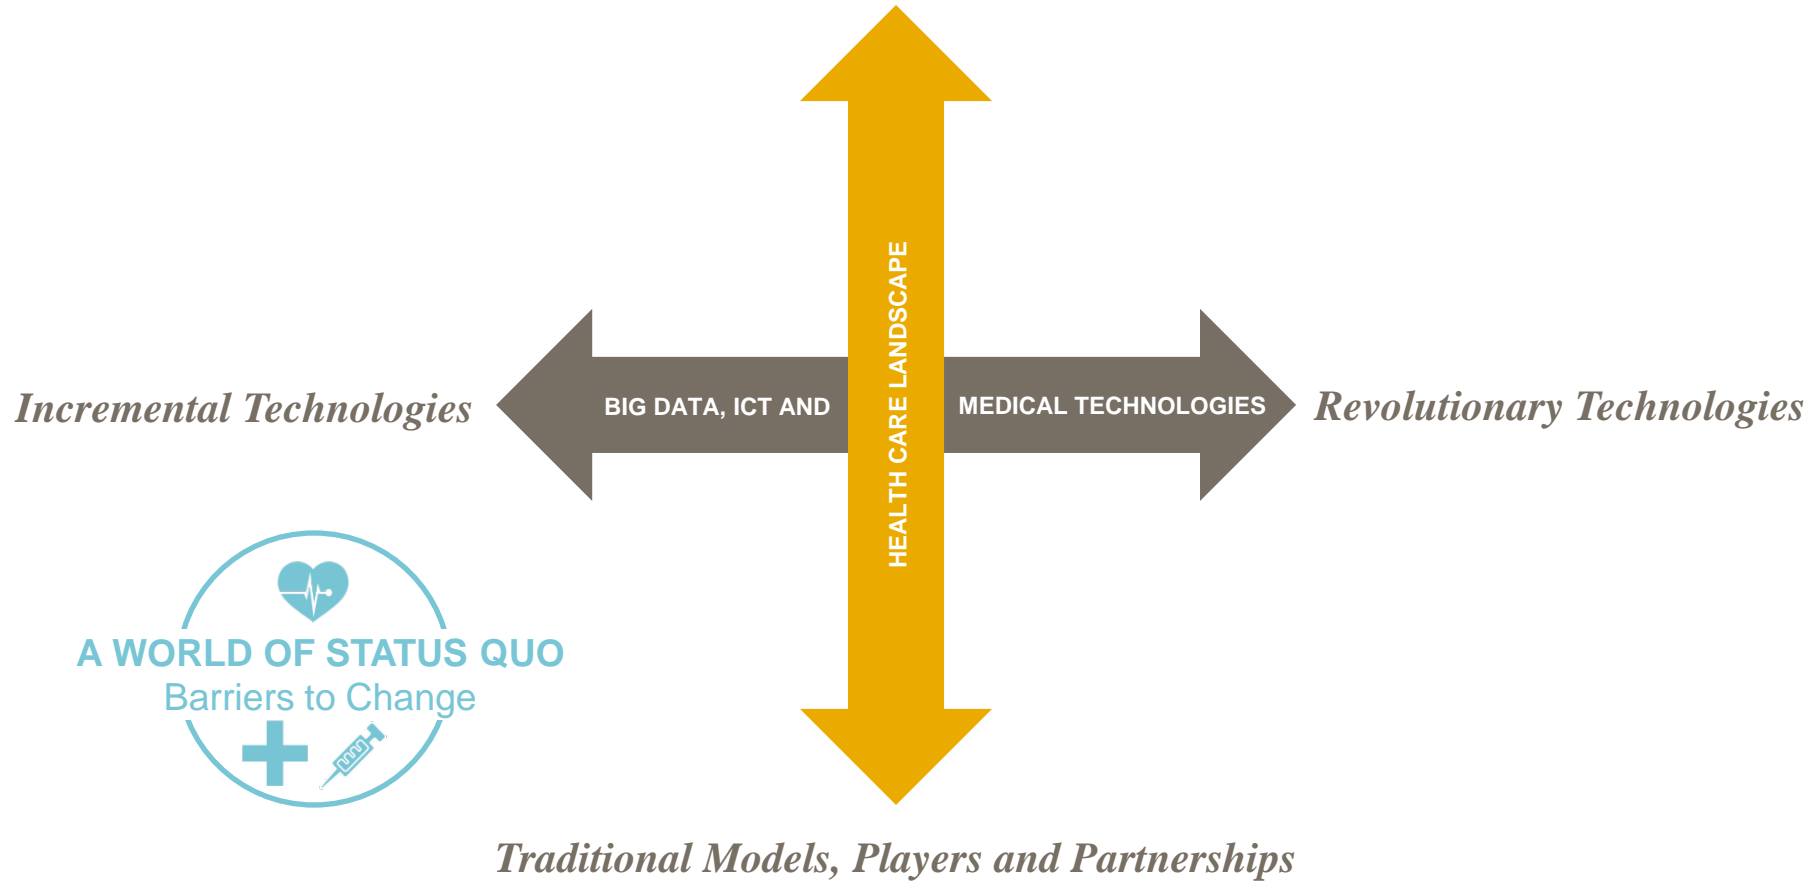 HEALTH CARE LANDSCAPE
Incremental Technologies
BIG DATA, ICT AND
MEDICAL TECHNOLOGIES
Revolutionary Technologies
A WORLD OF STATUS QUO
Barriers to Change
Traditional Models, Players and Partnerships